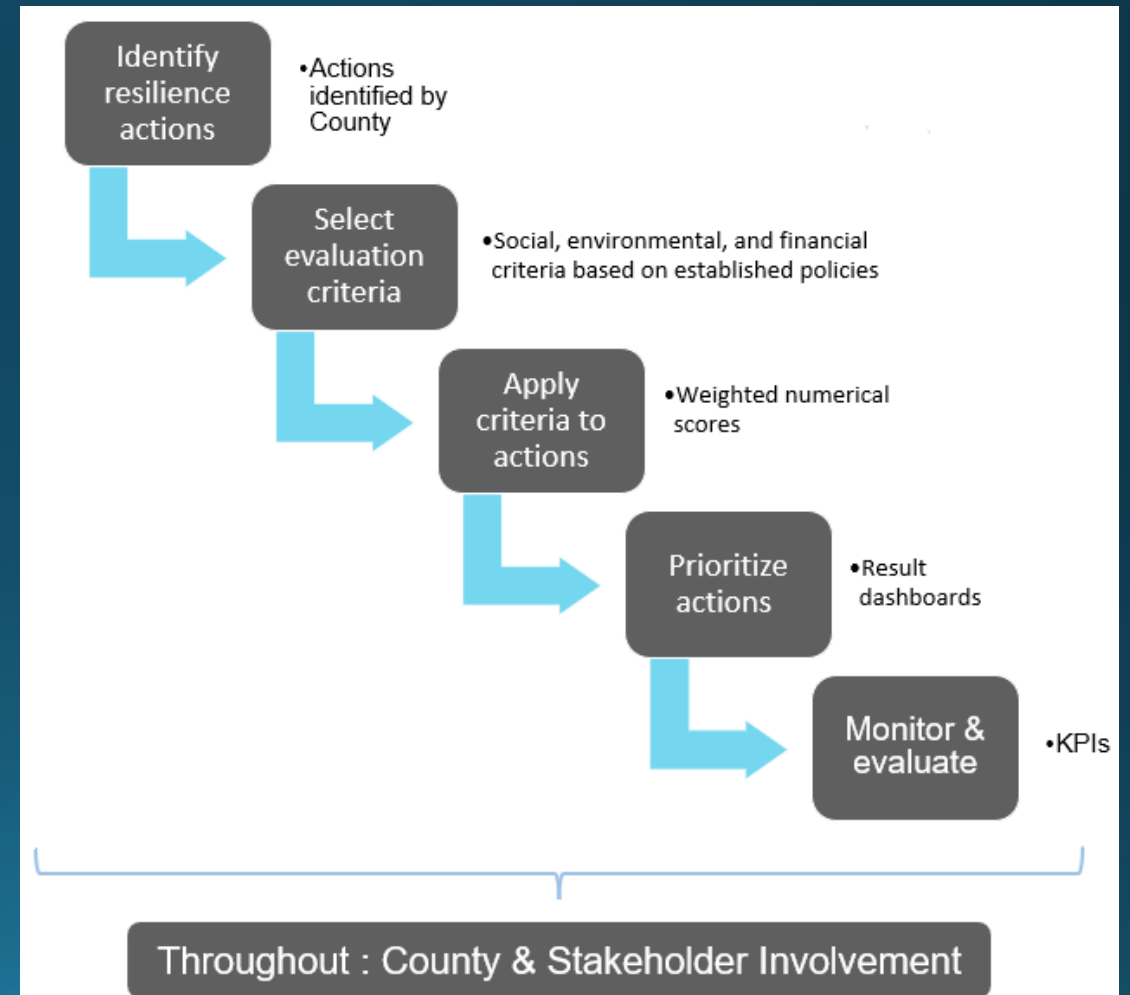 Identify
resilience
actions
•Actions
identified by
County
Select
evaluation
criteria
•Social, environmental, and financial
criteria based on established policies
Apply
criteria to
actions
•Weighted numerical
scores
Prioritize
actions
•Result
dashboards
Monitor &
evaluate
•KPIs
Throughout : County & Stakeholder Involvement